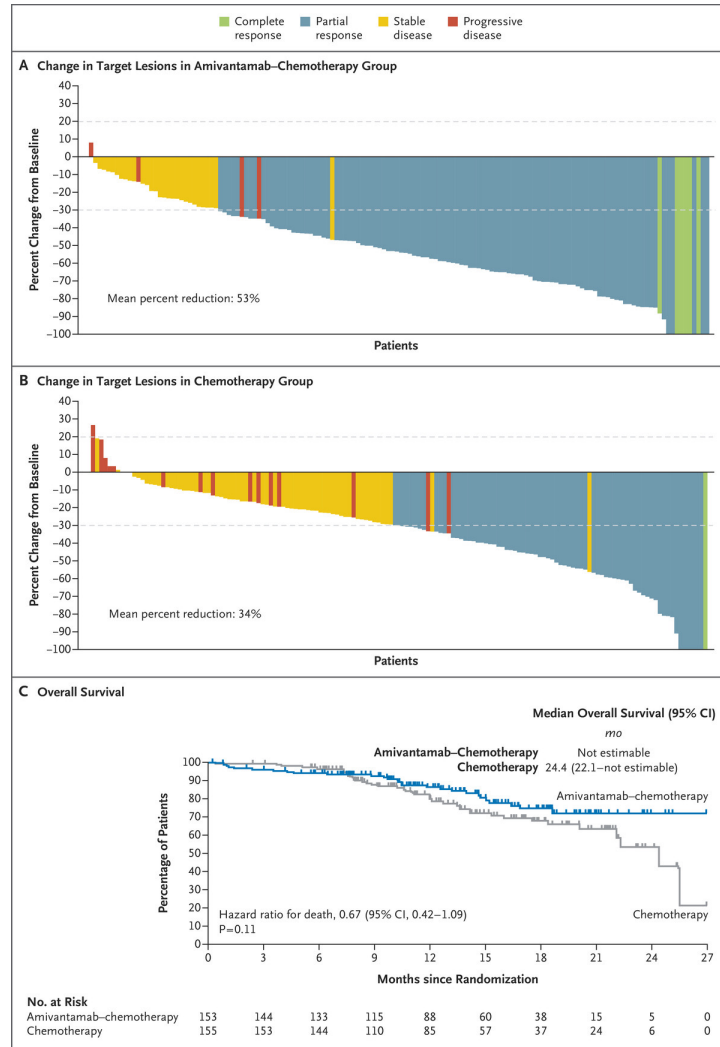 Complete response
Partial response
Stable disease
Progressive disease
A Change in Target Lesions in Amivantamab–Chemotherapy Group
Percent Change from Baseline
40
20
0
−10
−20
−30
−40
−50
−60
−70
−80
−90
−100
Mean percent reduction: 53%
Patients
B Change in Target Lesions in Chemotherapy Group
Percent Change from Baseline
40
30
20
10
0
−10
−20
−30
−40
−50
−60
−70
−80
−90
−100
Mean percent reduction: 34%
Patients
C Overall Survival
Median Overall Survival (95% CI)
mo
Amivantamab–Chemotherapy Not estimable
Chemotherapy 24.4 (22.1–not estimable)
Percentage of Patients
100
90
80
70
60
50
40
30
20
10
0
Amivantamab–chemotherapy
Chemotherapy
Hazard ratio for death, 0.67 (95% CI, 0.42–1.09)
P=0.11
0 3 6 9 12 15 18 21 24 27
Months since Randomization
No. at Risk
Amivantamab–chemotherapy 153 144 133 115 88 60 38 15 5 0
Chemotherapy 155 153 144 110 85 57 37 24 6 0